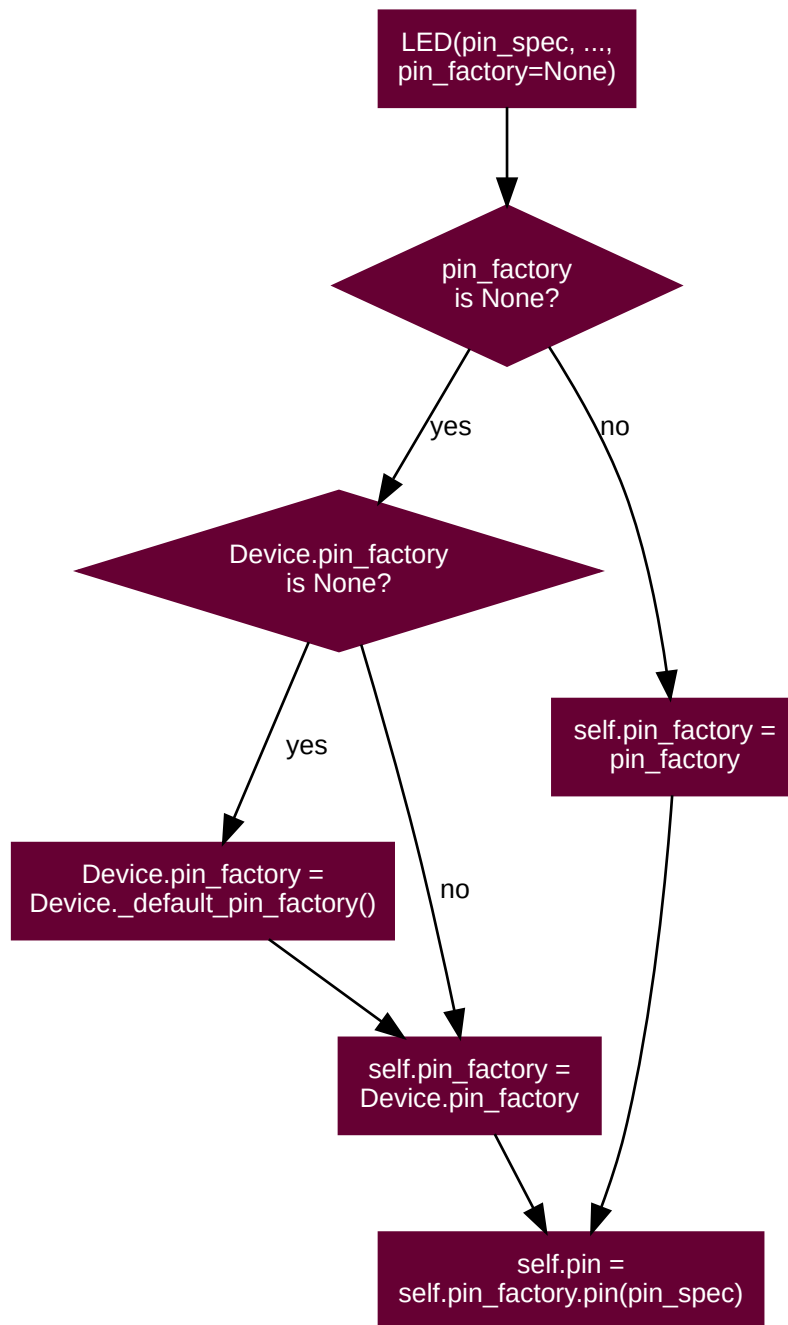 LED(pin_spec, ...,
pin_factory=None)
pin_factory
is None?
yes
no
Device.pin_factory
is None?
self.pin_factory =
pin_factory
yes
Device.pin_factory =
Device._default_pin_factory()
no
self.pin_factory =
Device.pin_factory
self.pin =
self.pin_factory.pin(pin_spec)